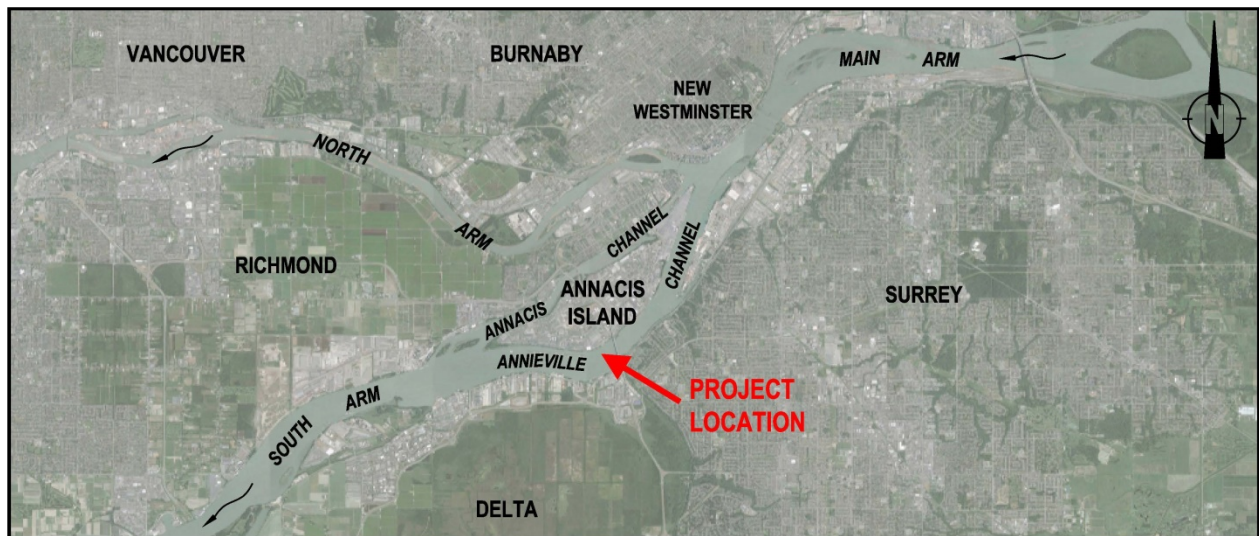 VANCOUVER
BURNABY
MAIN ARM
NEW
WESTMINSTER
N
NORTH ARM
CHANNEL
RICHMOND
ANNACIS
ISLAND
SURREY
ANNACIS CHANNEL
ANNIEVILLE
PROJECT
LOCATION
SOUTH ARM
DELTA